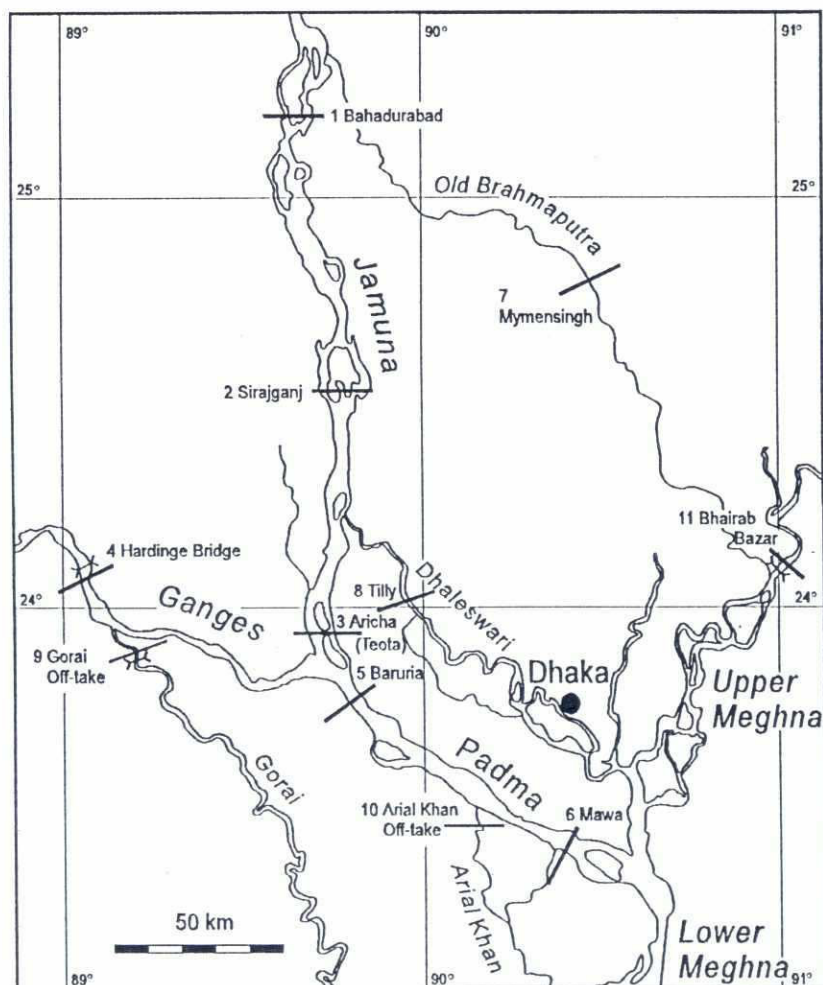 89°
90°
91°
1 Bahadurabad
25°
25°
Old Brahmaputra
Jamuna
7
Mymensingh
2 Sirajganj
11 Bhairab
Bazar
4 Hardinge Bridge
Ganges
8 Tilly
Dhaleswari
24°
24°
3 Aricha
(Teota)
9 Gorai
Off-take
5 Baruria
Dhaka
Upper
Meghna
Gorai
Padma
10 Arial Khan
Off-take
6 Mawa
Arial Khan
50 km
Lower
Meghna
89°
90°
91°